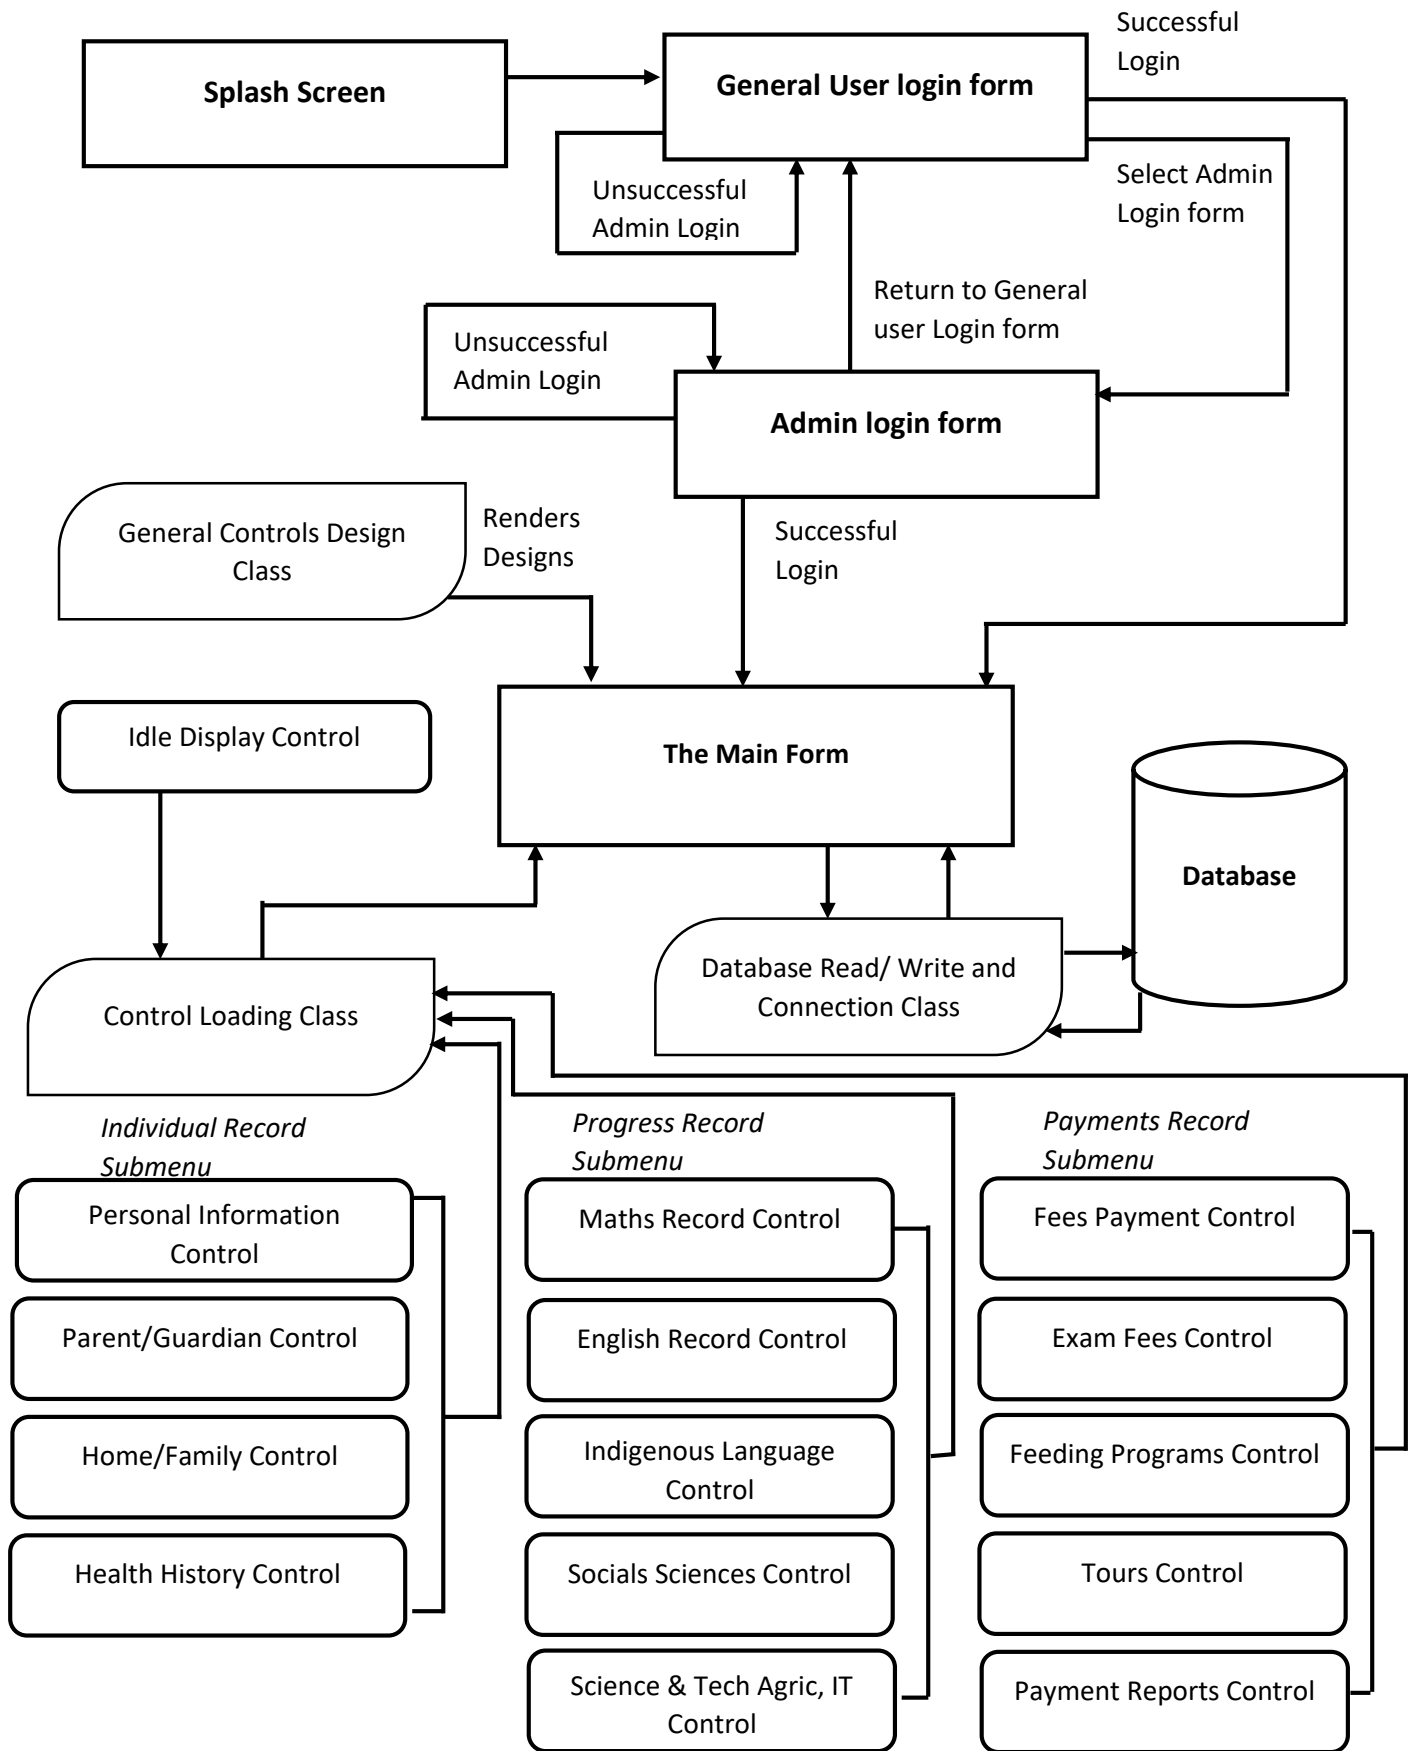 Splash Screen
General User login form
Successful
Login
Unsuccessful
Admin Login
Select Admin
Login form
Return to General
user Login form
Unsuccessful
Admin Login
Admin login form
General Controls Design
Class
Renders
Designs
Successful
Login
Idle Display Control
The Main Form
Database
Control Loading Class
Database Read/ Write and
Connection Class
Individual Record
Submenu
Personal Information
Control
Parent/Guardian Control
Home/Family Control
Health History Control
Progress Record
Submenu
Maths Record Control
English Record Control
Indigenous Language
Control
Socials Sciences Control
Science & Tech Agric, IT
Control
Payments Record
Submenu
Fees Payment Control
Exam Fees Control
Feeding Programs Control
Tours Control
Payment Reports Control